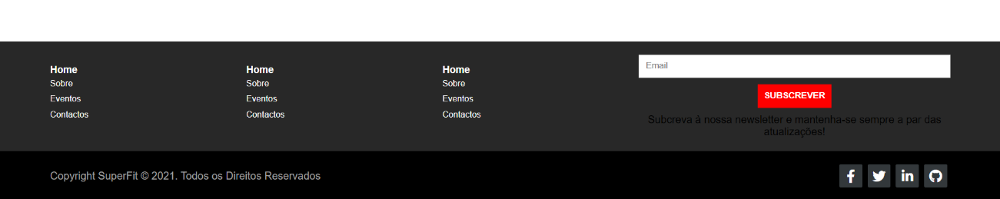 Home
Sobre
Eventos
Contactos
Home
Sobre
Eventos
Contactos
Home
Sobre
Eventos
Contactos
Email
SUBSCREVER
Subcreva à nossa newsletter e mantenha-se sempre a par das
atualizações!
Copyright SuperFit © 2021. Todos os Direitos Reservados